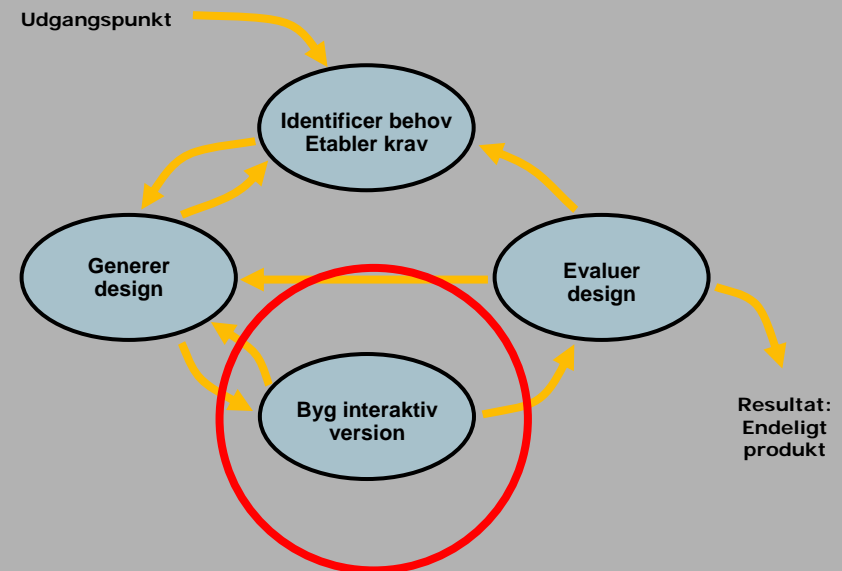 Udgangspunkt
Identificer behov
Etabler krav
Generer
design
Evaluer
design
Byg interaktiv
version
Resultat:
Endeligt
produkt